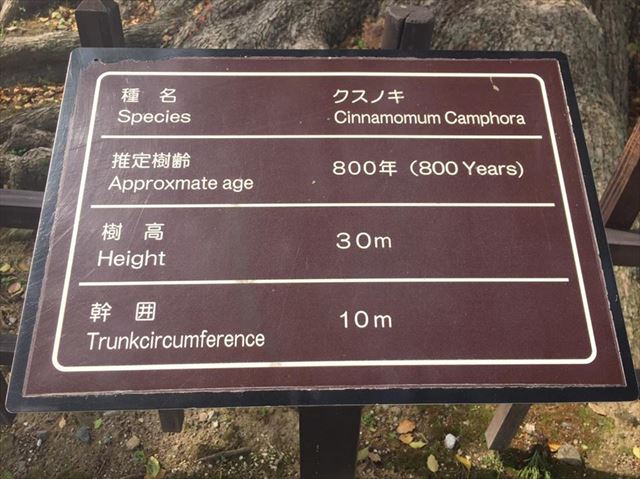 種名 クスノキ
Species Cinnamomum Camphora
推定樹齢 800年 (800 Years)
Approxmate age
樹高 30m
Height
幹囲 10m
Trunkcircumference